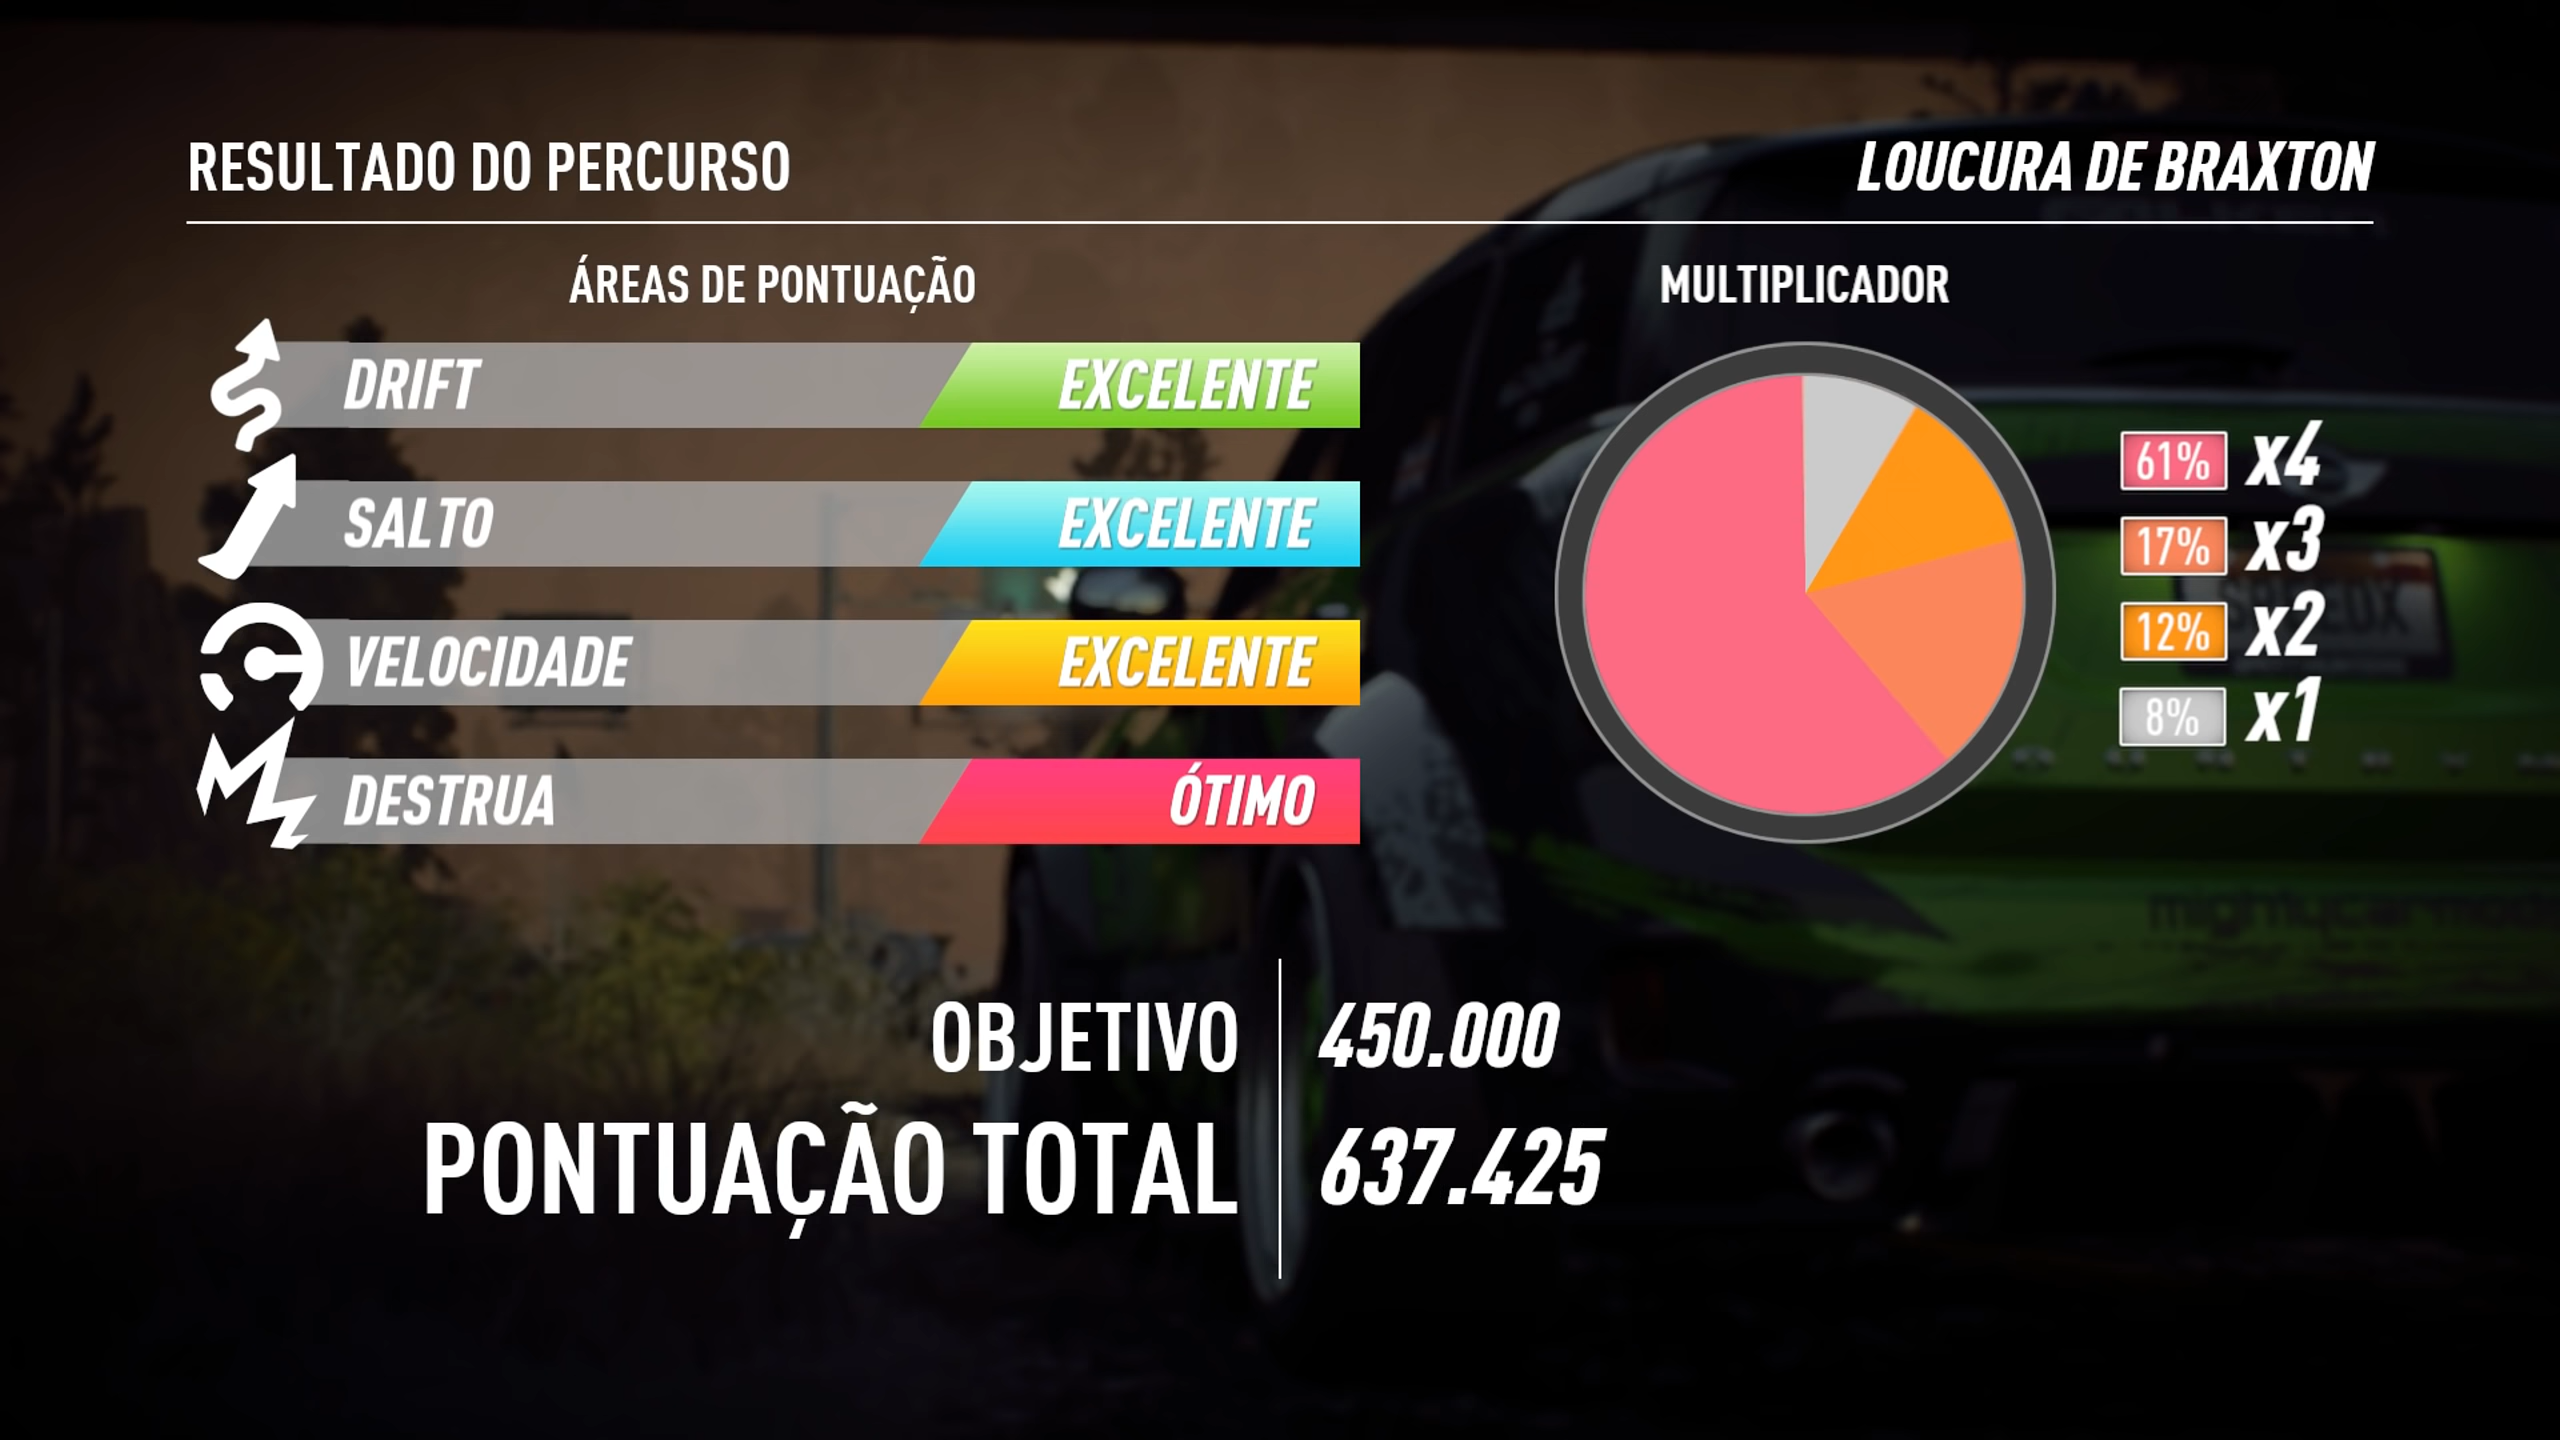 RESULTADO DO PERCURSO
LOUCURA DE BRAXTON
ÁREAS DE PONTUAÇÃO
DRIFT EXCELENTE
SALTO EXCELENTE
VELOCIDADE EXCELENTE
DESTRUA ÓTIMO
MULTIPLICADOR
61% x4
17% x3
12% x2
8% x1
OBJETIVO 450.000
PONTUAÇÃO TOTAL 637.425